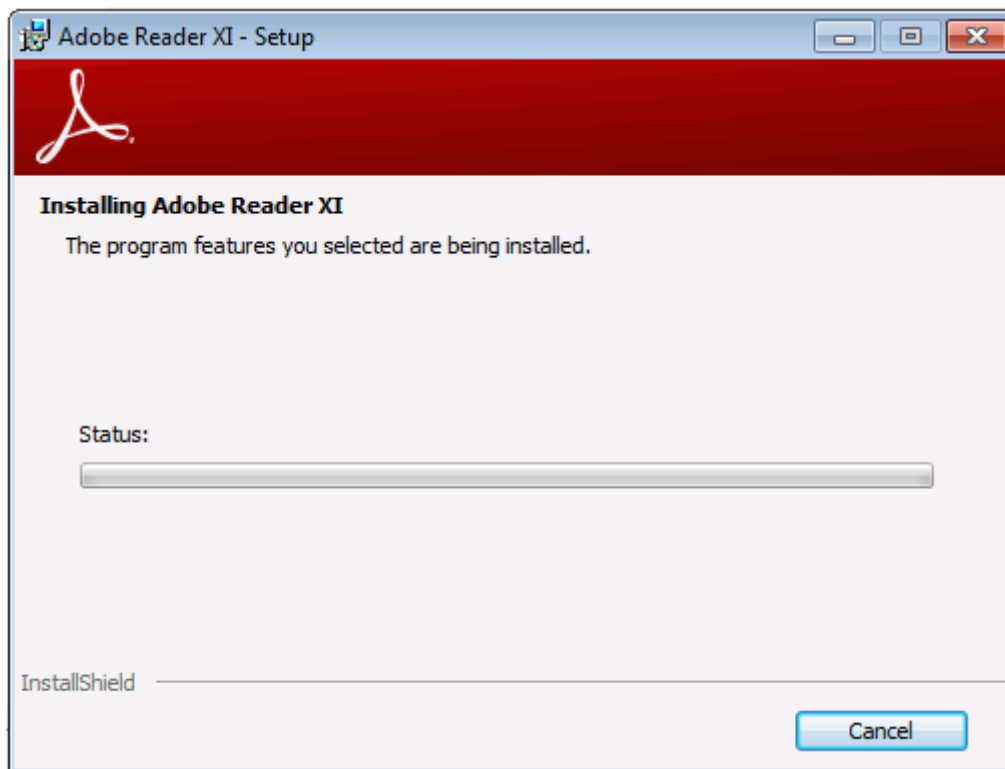 Adobe Reader XI - Setup
Installing Adobe Reader XI
The program features you selected are being installed.
Status:
InstallShield
Cancel